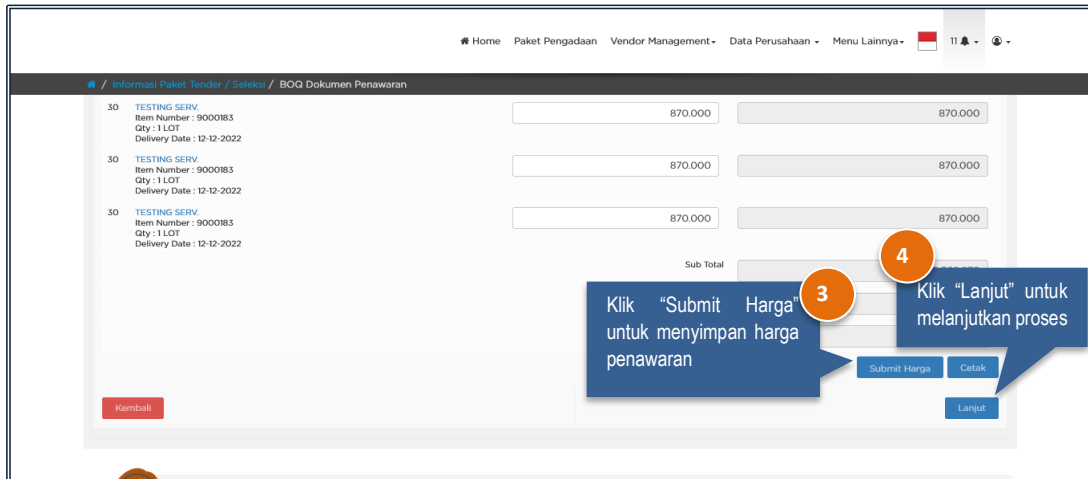 Home Paket Pengadaan Vendor Management Data Perusahaan Menu Lainnya 11
/ Informasi Paket Tender / Seleksi / BOQ Dokumen Penawaran
30 TESTING SERV. 870.000 870.000
Item Number : 9000183
Qty : 1 LOT
Delivery Date : 12-12-2022
30 TESTING SERV. 870.000 870.000
Item Number : 9000183
Qty : 1 LOT
Delivery Date : 12-12-2022
30 TESTING SERV. 870.000 870.000
Item Number : 9000183
Qty : 1 LOT
Delivery Date : 12-12-2022
Sub Total
3
Klik “Submit Harga”
untuk menyimpan harga
penawaran
4
Klik “Lanjut” untuk
melanjutkan proses
Submit Harga Cetak
Kembali Lanjut